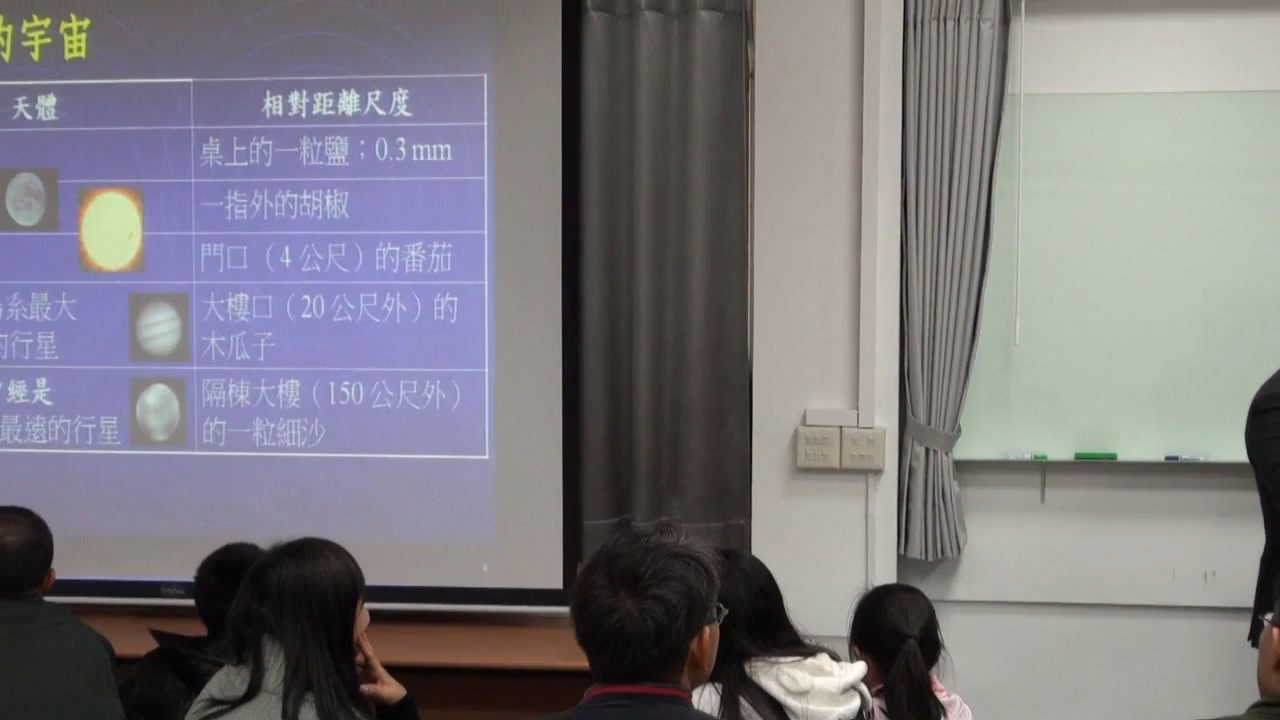 的宇宙
天體 相對距離尺度
桌上的一粒鹽；0.3 mm
一指外的胡椒
門口（4 公尺）的番茄
系最大 大樓口（20 公尺外）的
的行星 木瓜子
經是 隔棟大樓（150 公尺外）
最遠的行星 的一粒細沙